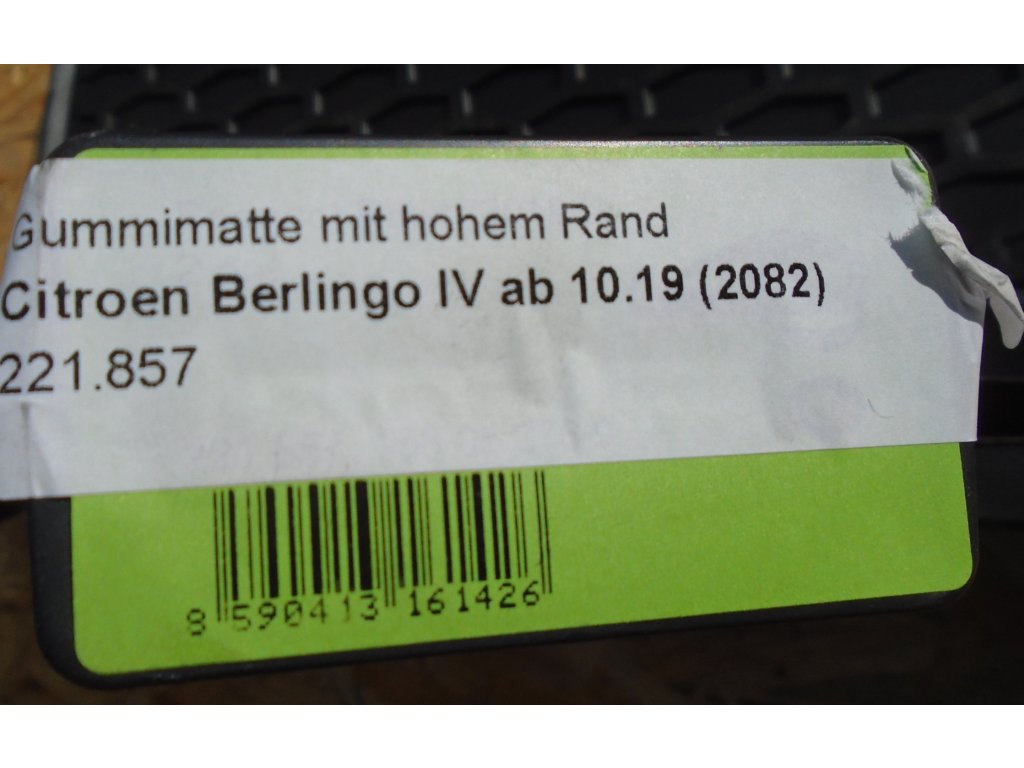 Gummimatte mit hohem Rand
Citroen Berlingo IV ab 10.19 (2082)
221.857
8 590413 161426